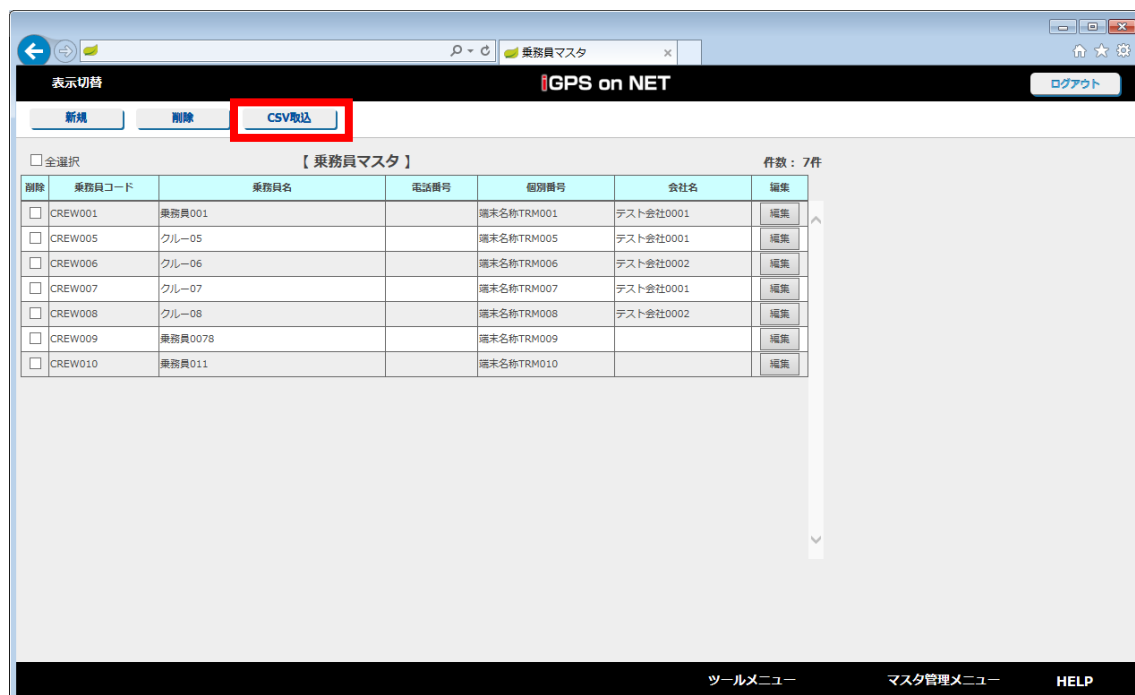 乗務員マスタ
表示切替 iGPS on NET ログアウト
新規 削除 CSV取込
全選択 【 乗務員マスタ 】 件数： 7件
削除 乗務員コード 乗務員名 電話番号 個別番号 会社名 編集
CREW001 乗務員001 端末名称TRM001 テスト会社0001 編集
CREW005 クルー05 端末名称TRM005 テスト会社0001 編集
CREW006 クルー06 端末名称TRM006 テスト会社0002 編集
CREW007 クルー07 端末名称TRM007 テスト会社0001 編集
CREW008 クルー08 端末名称TRM008 テスト会社0002 編集
CREW009 乗務員0078 端末名称TRM009 編集
CREW010 乗務員011 端末名称TRM010 編集
ツールメニュー マスタ管理メニュー HELP